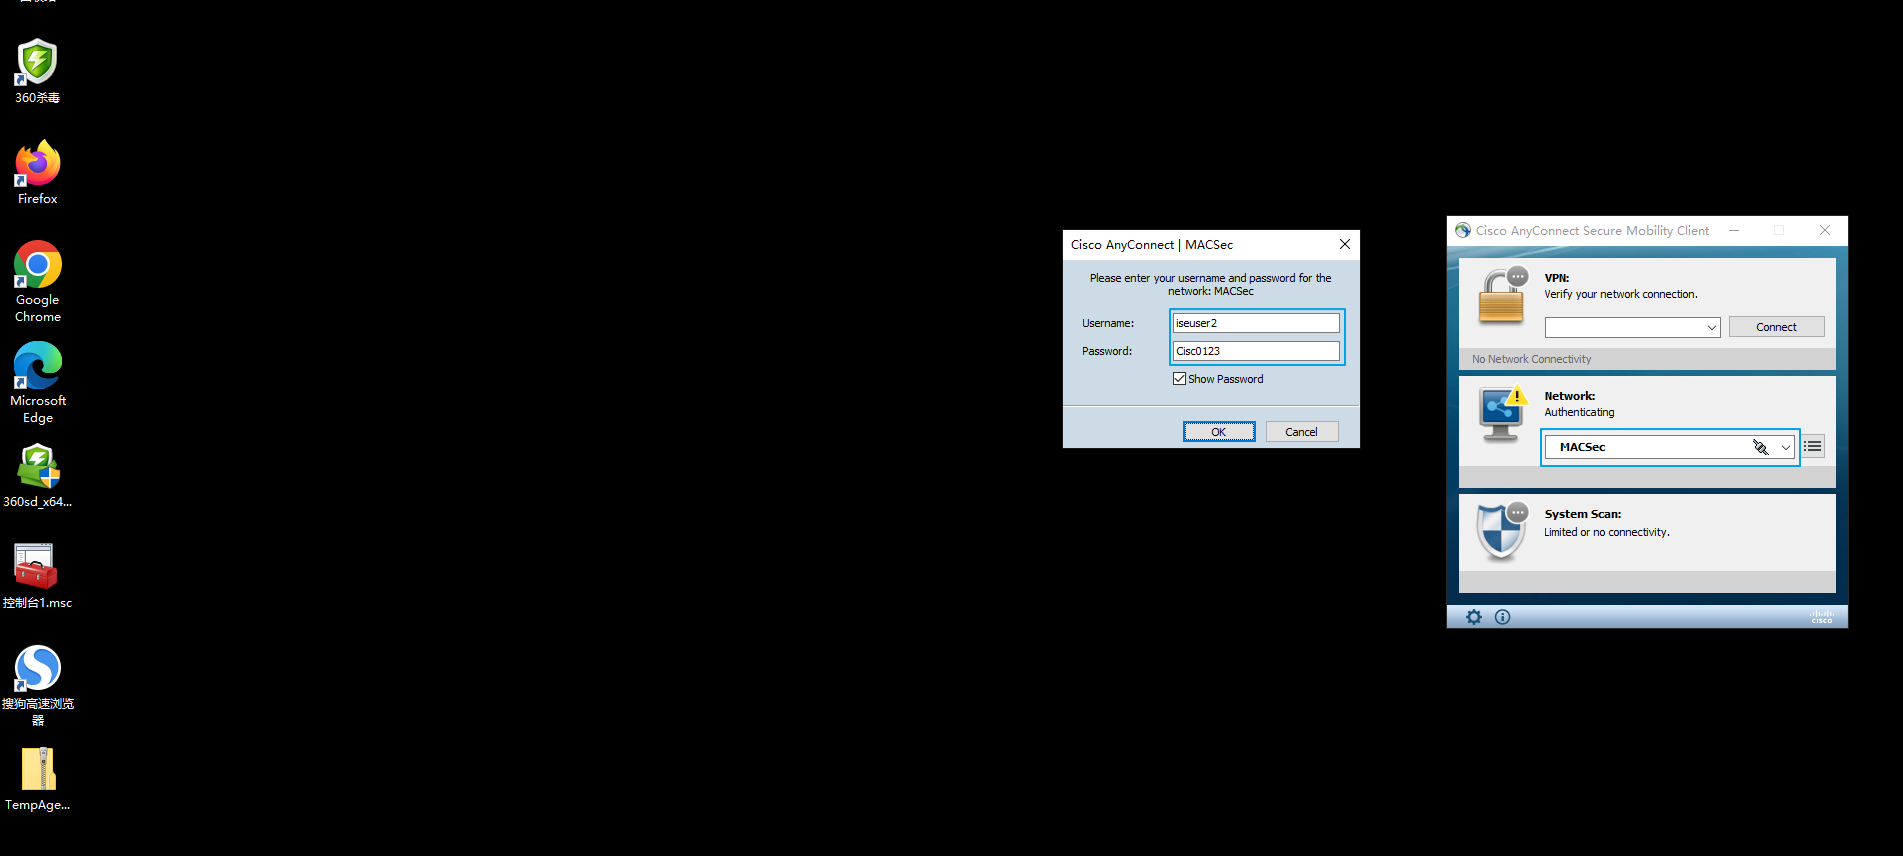 360杀毒
Firefox
Google
Chrome
Microsoft
Edge
360sd_x64...
控制台1.msc
搜狗高速浏览
器
TempAge...
Cisco AnyConnect | MACSec
Please enter your username and password for the
network: MACSec
Username:
iseuser2
Password:
Cisc0123
Show Password
OK
Cancel
Cisco AnyConnect Secure Mobility Client
VPN:
Verify your network connection.
Connect
No Network Connectivity
Network:
Authenticating
MACSec
System Scan:
Limited or no connectivity.
CISCO